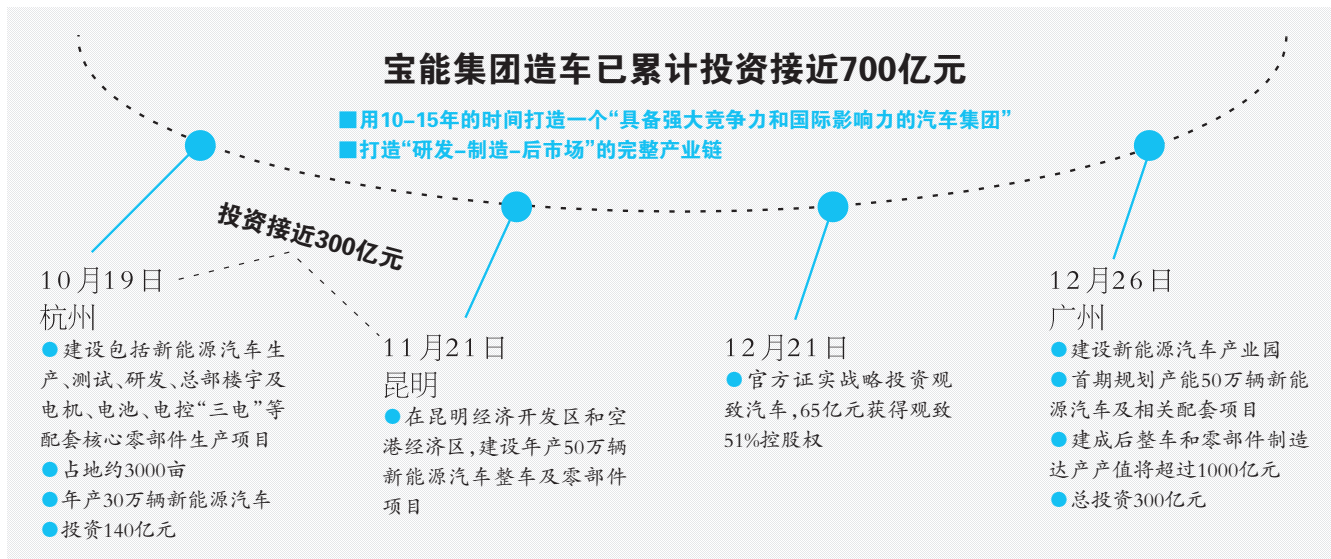 宝能集团造车已累计投资接近700亿元
■用10-15年的时间打造一个“具备强大竞争力和国际影响力的汽车集团”
■打造“研发-制造-后市场”的完整产业链
投资接近300亿元
10月19日
杭州
●建设包括新能源汽车生
产、测试、研发、总部楼宇及
电机、电池、电控“三电”等
配套核心零部件生产项目
●占地约3000亩
●年产30万辆新能源汽车
●投资140亿元
11月21日
昆明
●在昆明经济开发区和空
港经济区,建设年产50万辆
新能源汽车整车及零部件
项目
12月21日
●官方证实战略投资观
致汽车,65亿元获得观致
51%控股权
12月26日
广州
●建设新能源汽车产业园
●首期规划产能50万辆新能
源汽车及相关配套项目
●建成后整车和零部件制造
达产产值将超过1000亿元
●总投资300亿元